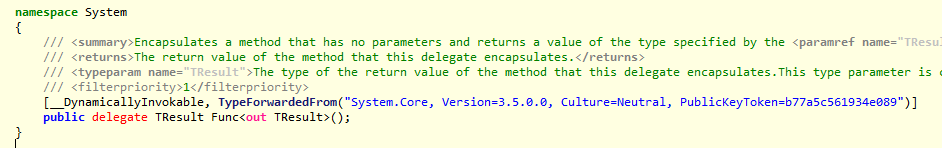 namespace System
{
/// <summary>Encapsulates a method that has no parameters and returns a value of the type specified by the <paramref name="TResul
/// <returns>The return value of the method that this delegate encapsulates.</returns>
/// <typeparam name="TResult">The type of the return value of the method that this delegate encapsulates.This type parameter is c
/// <filterpriority>1</filterpriority>
[__DynamicallyInvokable, TypeForwardedFrom("System.Core, Version=3.5.0.0, Culture=Neutral, PublicKeyToken=b77a5c561934e089")]
public delegate TResult Func<out TResult>();
}